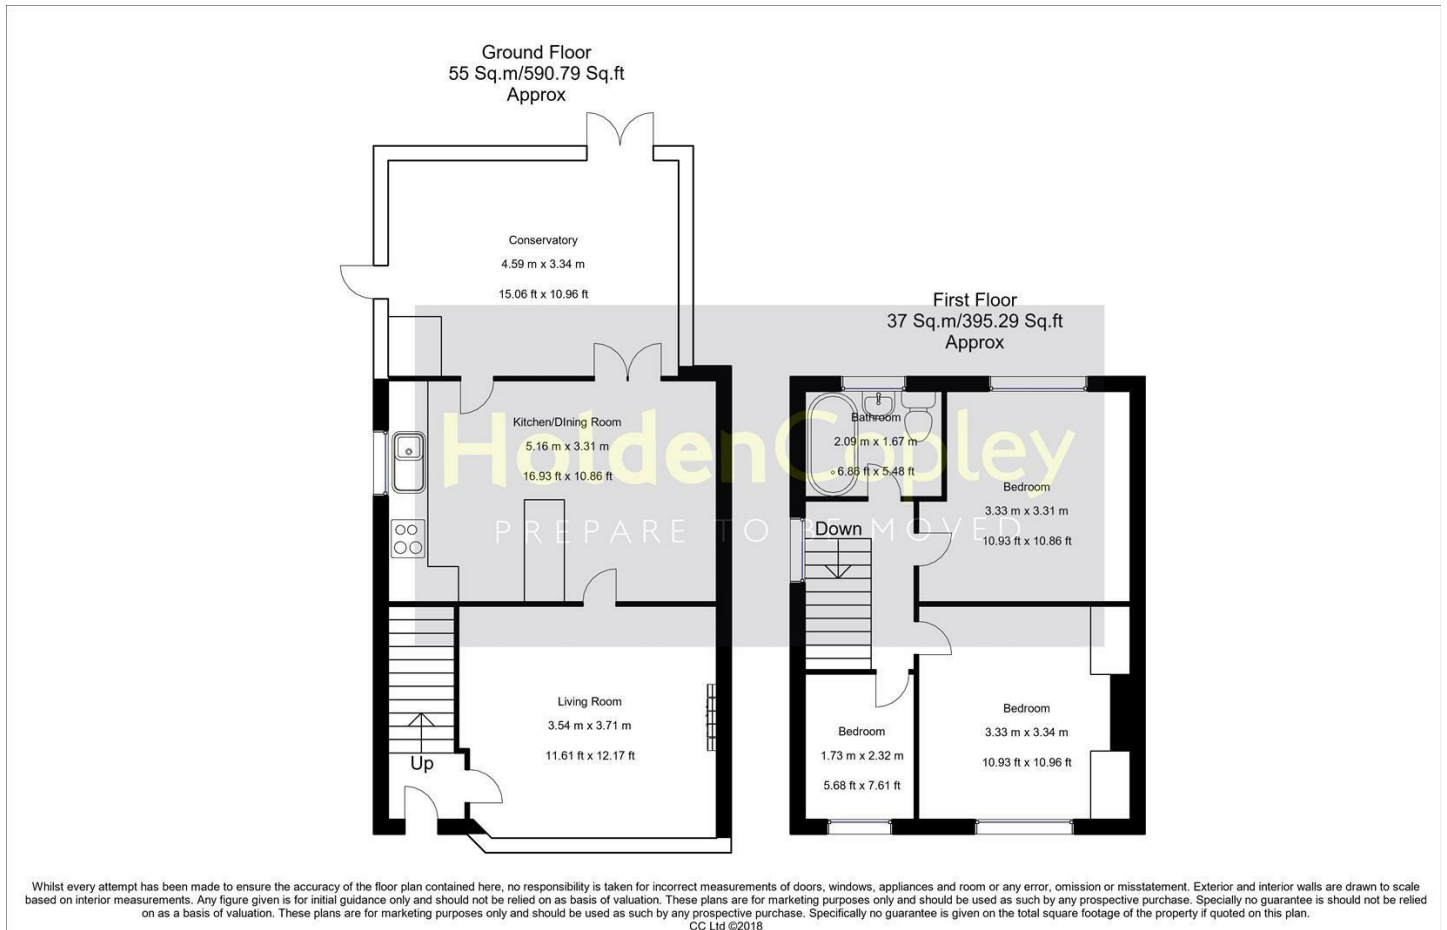 Ground Floor
55 Sq.m/590.79 Sq.ft
Approx
Conservatory
4.59 m x 3.34 m
15.06 ft x 10.96 ft
First Floor
37 Sq.m/395.29 Sq.ft
Approx
Kitchen/DIning Room
5.16 m x 3.31 m
16.93 ft x 10.86 ft
Bathroom
2.09 m x 1.67 m
6.86 ft x 5.48 ft
HoldenCopley
PREPARE TO BE MOVED
Bedroom
3.33 m x 3.31 m
10.93 ft x 10.86 ft
Down
Living Room
3.54 m x 3.71 m
11.61 ft x 12.17 ft
Up
Bedroom
1.73 m x 2.32 m
5.68 ft x 7.61 ft
Bedroom
3.33 m x 3.34 m
10.93 ft x 10.96 ft
Whilst every attempt has been made to ensure the accuracy of the floor plan contained here, no responsibility is taken for incorrect measurements of doors, windows, appliances and room or any error, omission or misstatement. Exterior and interior walls are drawn to scale
based on interior measurements. Any figure given is for initial guidance only and should not be relied on as basis of valuation. These plans are for marketing purposes only and should be used as such by any prospective purchase. Specially no guarantee is should not be relied
on as a basis of valuation. These plans are for marketing purposes only and should be used as such by any prospective purchase. Specifically no guarantee is given on the total square footage of the property if quoted on this plan.
CC Ltd ©2018